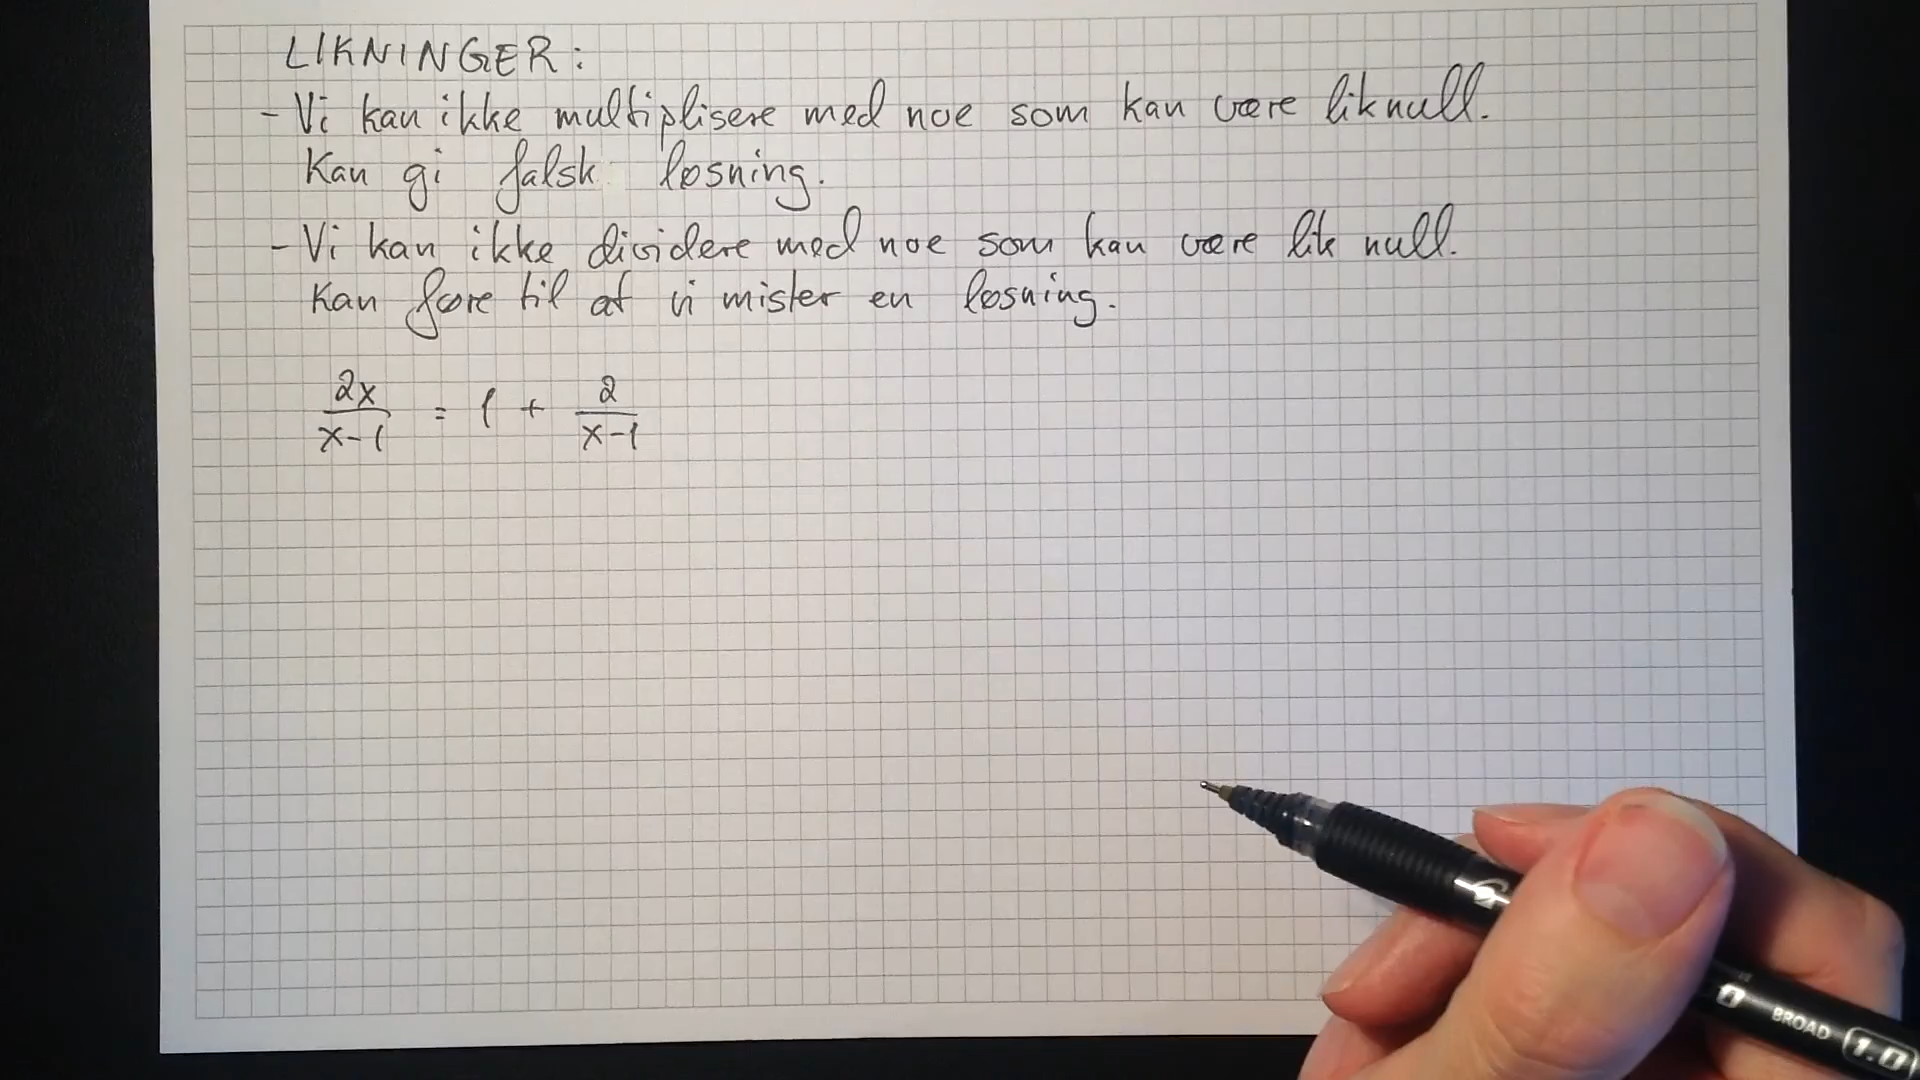 LIKNINGER:
- Vi kan ikke multiplisere med noe som kan være lik null.
Kan gi falsk løsning.
- Vi kan ikke dividere med noe som kan være lik null.
Kan føre til at vi mister en løsning.
2x/(x-1) = 1 + 2/(x-1)
BROAD 1.0